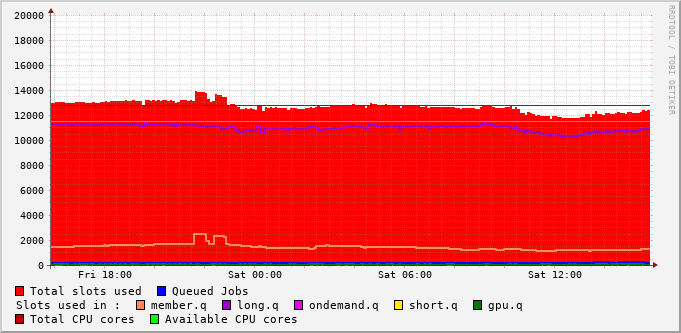 20000
18000
16000
14000
12000
10000
8000
6000
4000
2000
0
Fri 18:00 Sat 00:00 Sat 06:00 Sat 12:00
RRDTOOL / TOBI OETIKER
Total slots used Queued Jobs
Slots used in : member.q long.q ondemand.q short.q gpu.q
Total CPU cores Available CPU cores